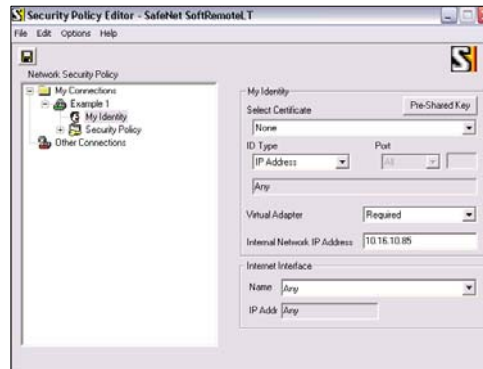 Security Policy Editor - SafeNet SoftRemoteLT
File Edit Options Help
Network Security Policy
My Connections
Example 1
My Identity
Security Policy
Other Connections
My Identity
Select Certificate
Pre-Shared Key
None
ID Type
Port
IP Address
All
Any
Virtual Adapter
Required
Internal Network IP Address
10.16.10.85
Internet Interface
Name
Any
IP Addr
Any